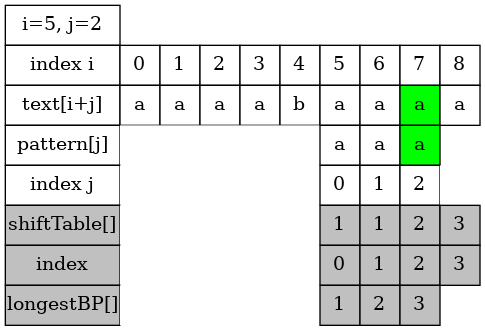 i=5, j=2
index i 0 1 2 3 4 5 6 7 8
text[i+j] a a a a b a a a a
pattern[j] a a a
index j 0 1 2
shiftTable[] 1 1 2 3
index 0 1 2 3
longestBP[] 1 2 3